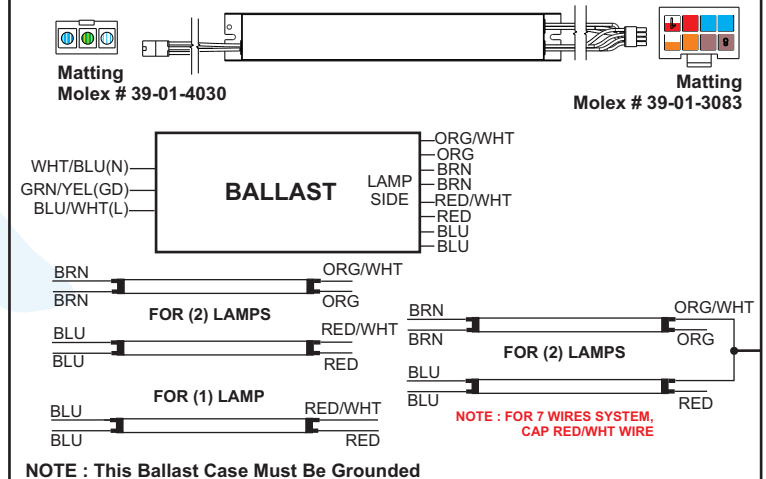 Matting
Molex # 39-01-4030
Matting
Molex # 39-01-3083
WHT/BLU(N)
GRN/YEL(GD)
BLU/WHT(L)
BALLAST
LAMP
SIDE
ORG/WHT
ORG
BRN
BRN
RED/WHT
RED
BLU
BLU
BRN
BRN
ORG/WHT
ORG
FOR (2) LAMPS
BLU
BLU
RED/WHT
RED
FOR (1) LAMP
BLU
BLU
RED/WHT
RED
BRN
BRN
ORG/WHT
ORG
FOR (2) LAMPS
BLU
BLU
RED
NOTE : FOR 7 WIRES SYSTEM,
CAP RED/WHT WIRE
NOTE : This Ballast Case Must Be Grounded